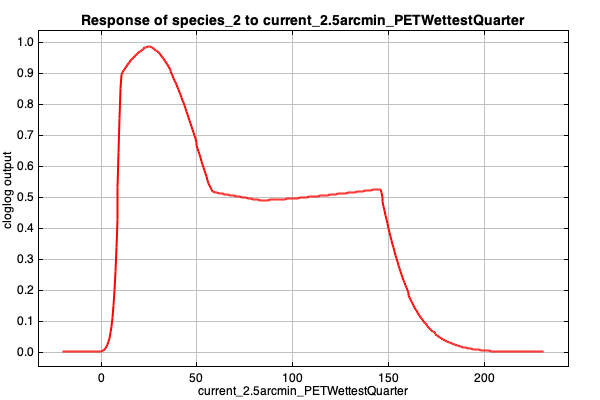 Response of species_2 to current_2.5arcmin_PETWettestQuarter
1.0
0.9
0.8
0.7
0.6
0.5
0.4
0.3
0.2
0.1
0.0
cloglog output
0 50 100 150 200
current_2.5arcmin_PETWettestQuarter